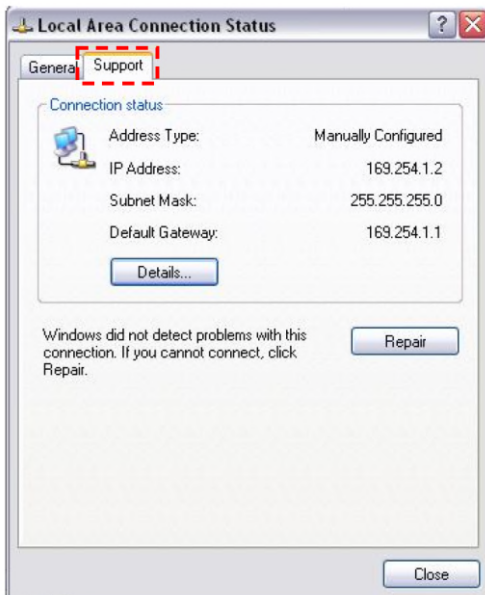 Local Area Connection Status
General Support
Connection status
Address Type: Manually Configured
IP Address: 169.254.1.2
Subnet Mask: 255.255.255.0
Default Gateway: 169.254.1.1
Details...
Windows did not detect problems with this
connection. If you cannot connect, click
Repair.
Repair
Close